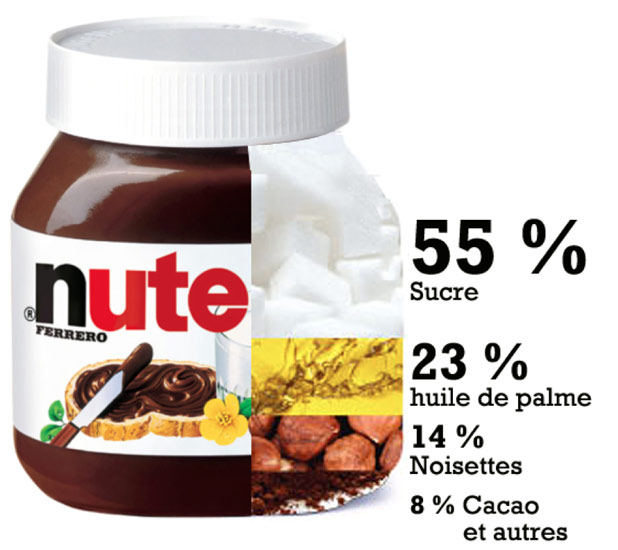 nute
®
FERRERO
55 %
Sucre
23 %
huile de palme
14 %
Noisettes
8 % Cacao
et autres